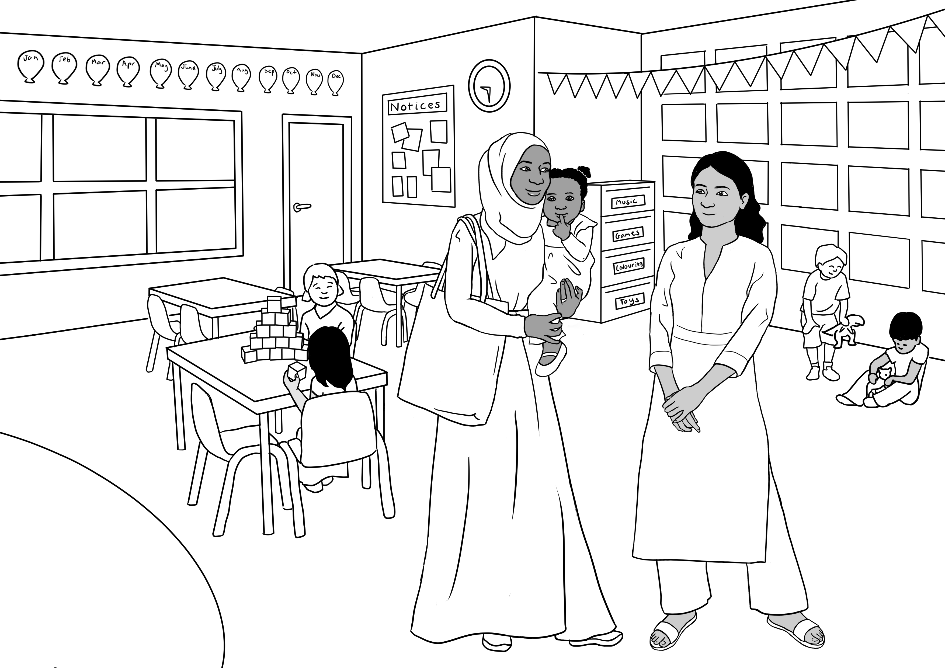 Jan
Feb
Mar
Apr
May
June
July
Aug
Sep
Oct
Nov
Dec
Notices
Music
Games
Colouring
Toys